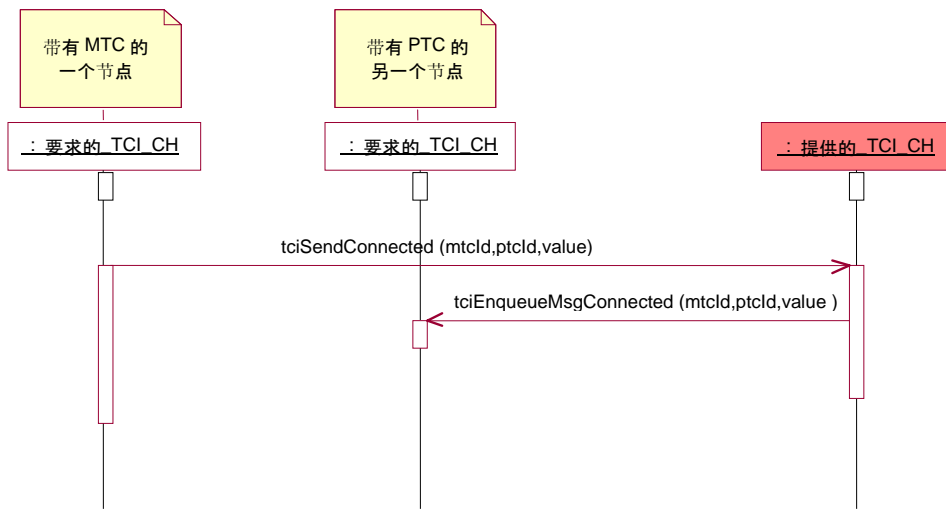 带有 MTC 的
一个节点
带有 PTC 的
另一个节点
: 要求的_TCI_CH
: 要求的_TCI_CH
: 提供的_TCI_CH
tciSendConnected (mtcId,ptcId,value)
tciEnqueueMsgConnected (mtcId,ptcId,value )